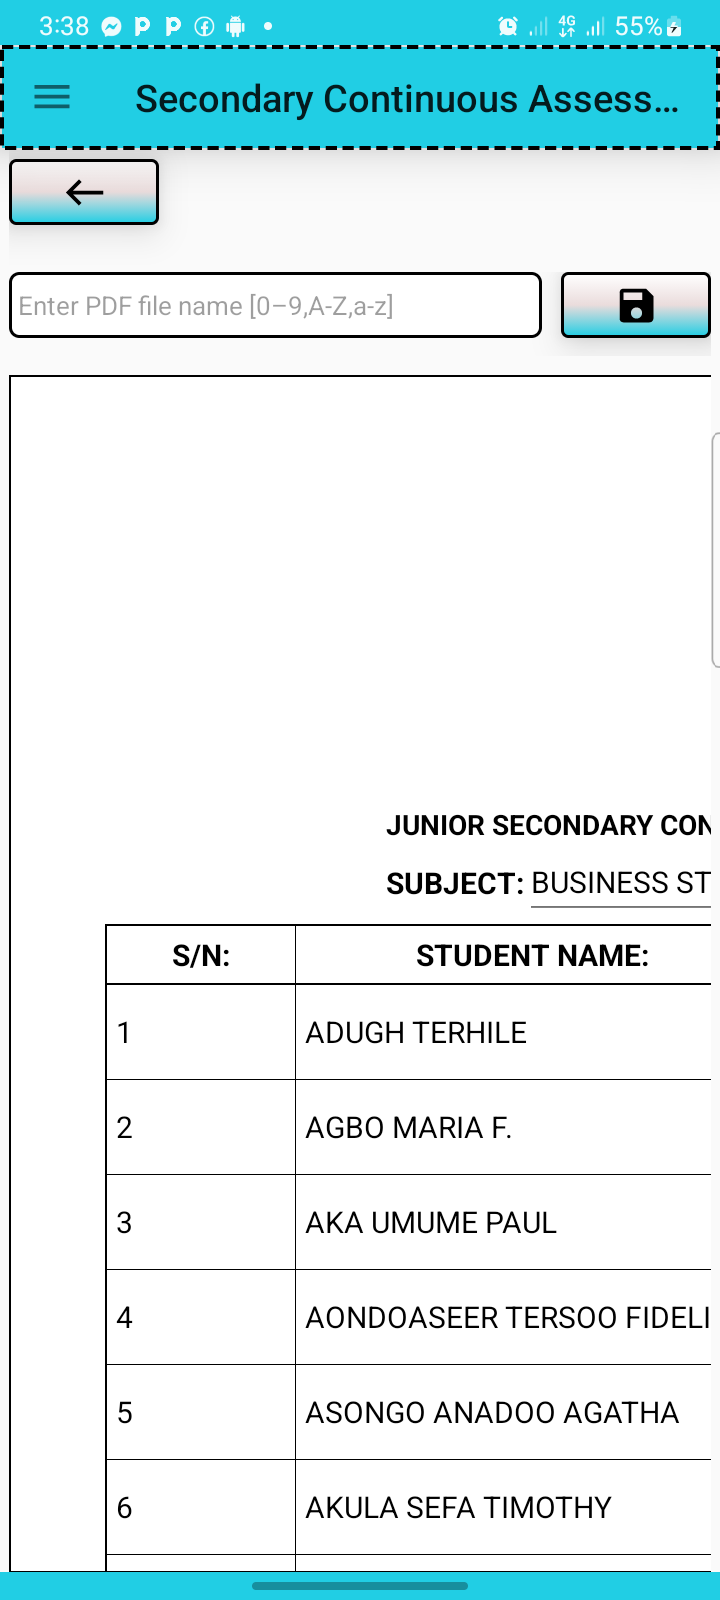 3:38 4G 55%
Secondary Continuous Assess...
Enter PDF file name [0–9,A-Z,a-z]
JUNIOR SECONDARY CON
SUBJECT: BUSINESS ST
S/N: STUDENT NAME:
1 ADUGH TERHILE
2 AGBO MARIA F.
3 AKA UMUME PAUL
4 AONDOASEER TERSOO FIDELI
5 ASONGO ANADOO AGATHA
6 AKULA SEFA TIMOTHY